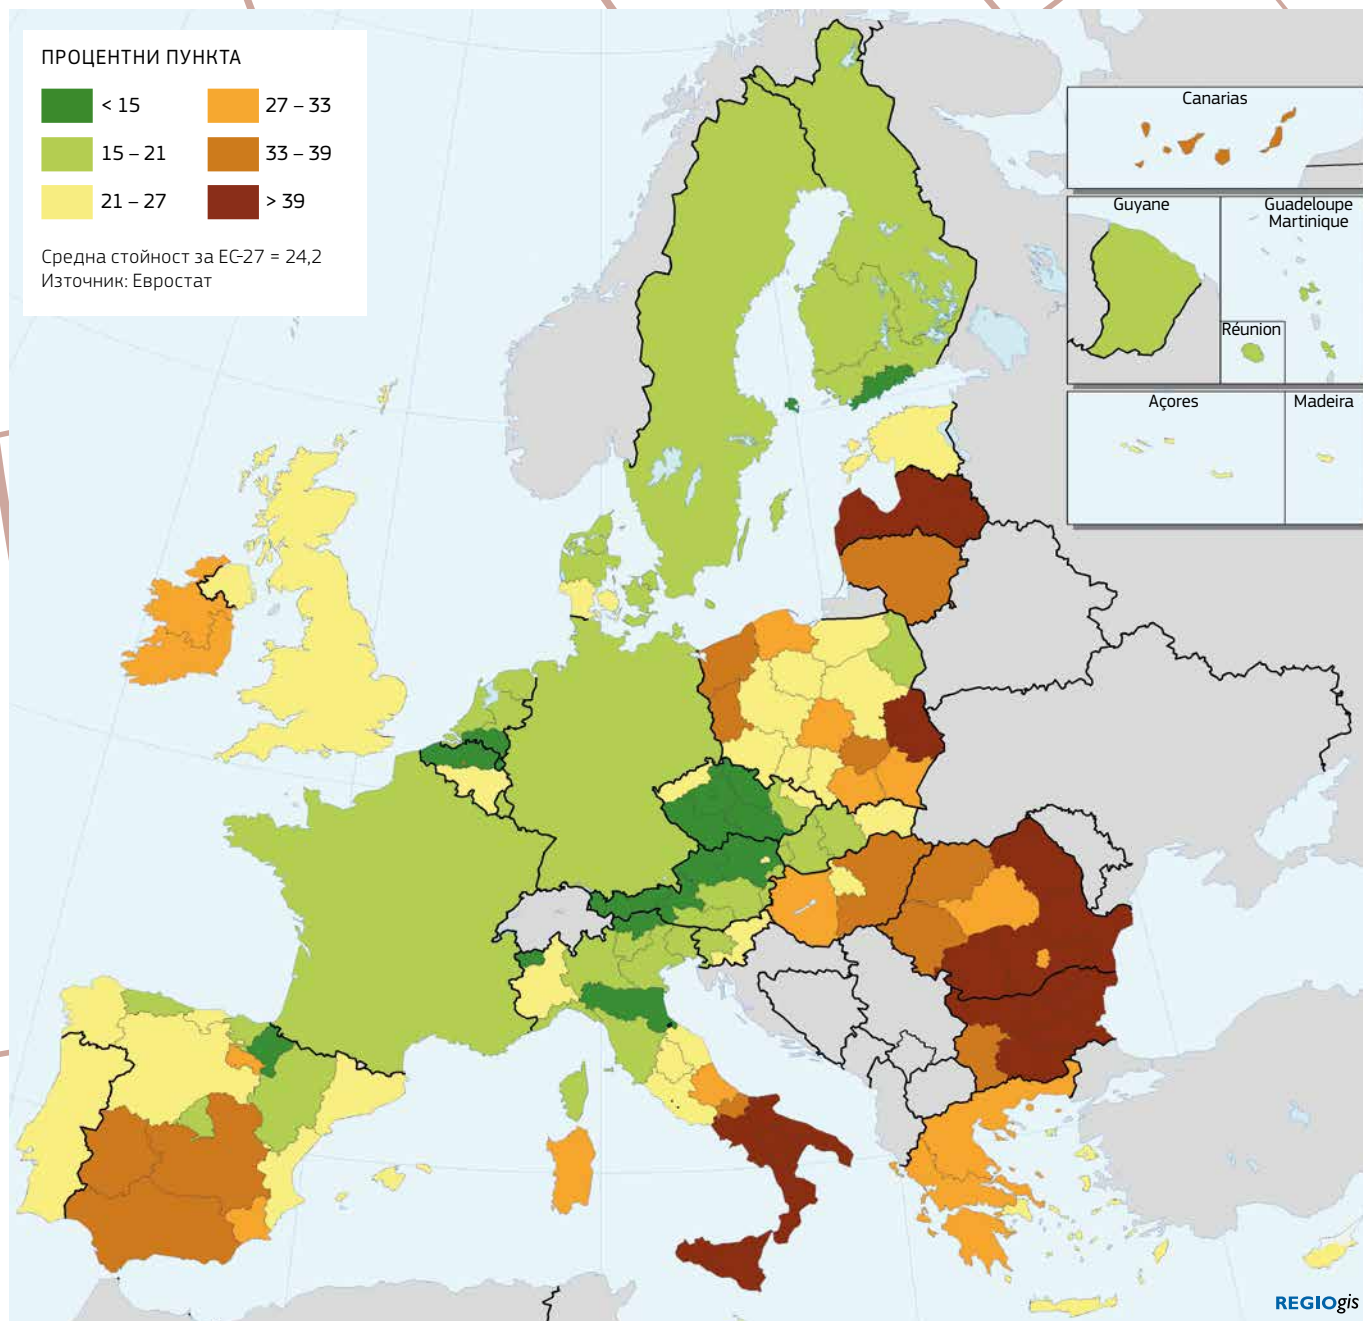 ПРОЦЕНТНИ ПУНКТА
< 15
27 – 33
15 – 21
33 – 39
21 – 27
> 39
Средна стойност за ЕС-27 = 24,2
Източник: Евростат
Canarias
Guyane
Guadeloupe
Martinique
Réunion
Açores
Madeira
REGIOgis